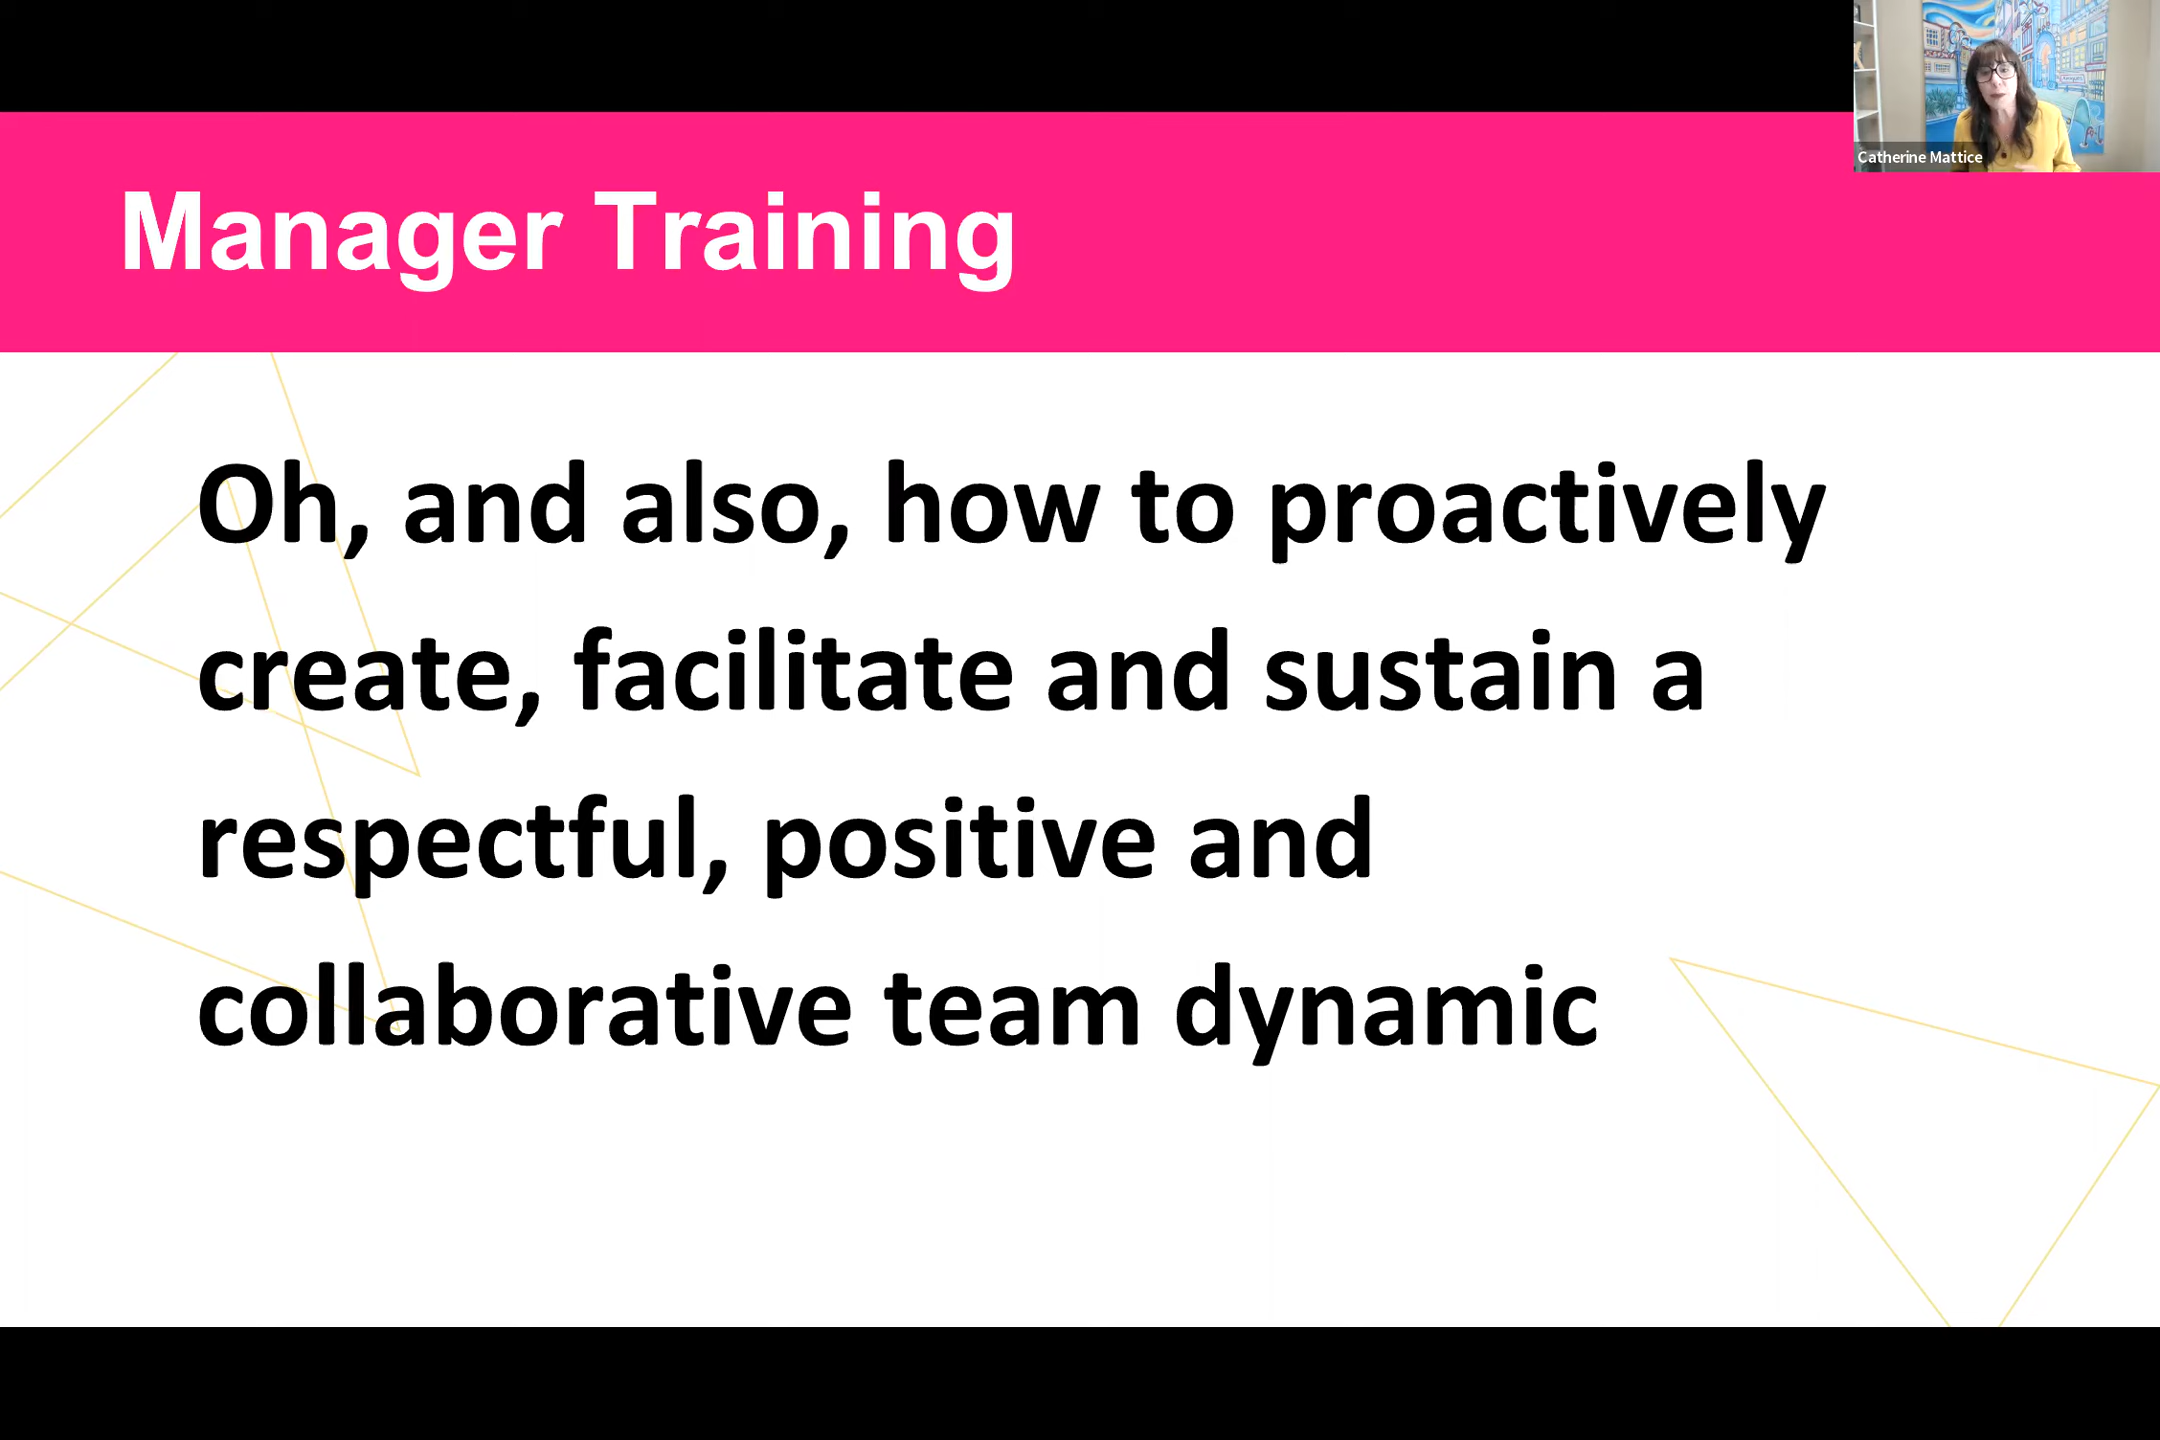 Catherine Mattice
Manager Training
Oh, and also, how to proactively
create, facilitate and sustain a
respectful, positive and
collaborative team dynamic